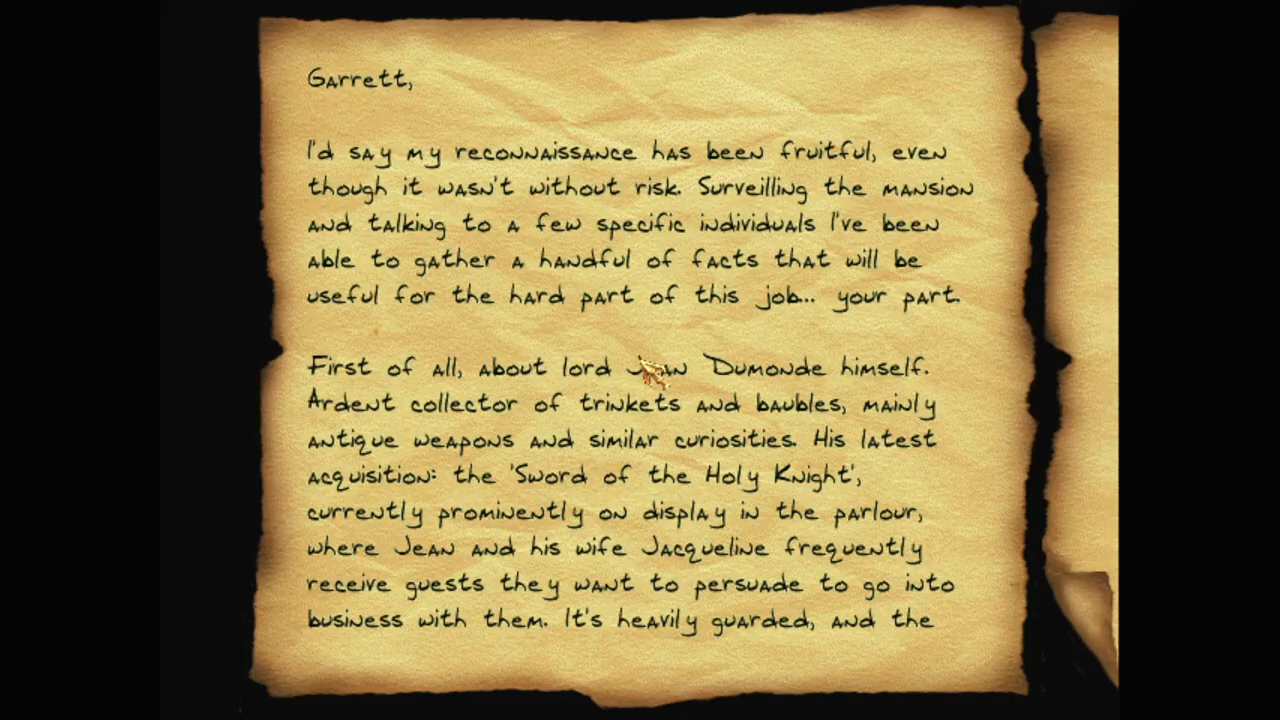 Garrett,
I'd say my reconnaissance has been fruitful, even
though it wasn't without risk. Surveilling the mansion
and talking to a few specific individuals I've been
able to gather a handful of facts that will be
useful for the hard part of this job... your part.
First of all, about lord Jean Dumonde himself.
Ardent collector of trinkets and baubles, mainly
antique weapons and similar curiosities. His latest
acquisition: the 'Sword of the Holy Knight',
currently prominently on display in the parlour,
where Jean and his wife Jacqueline frequently
receive guests they want to persuade to go into
business with them. It's heavily guarded, and the